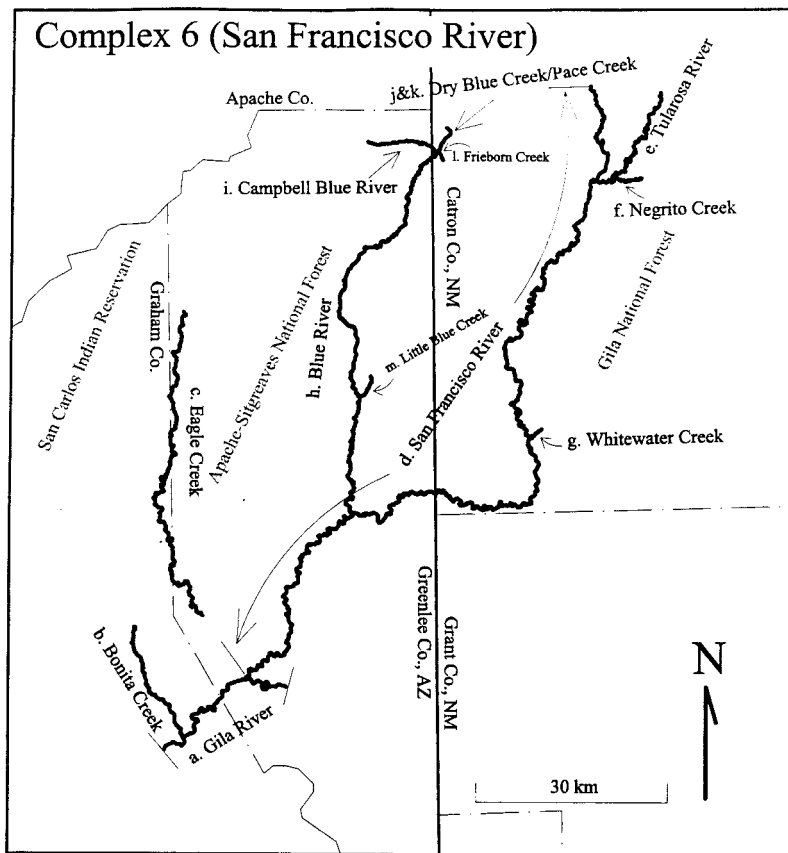 Complex 6 (San Francisco River)
Apache Co.
j&k. Dry Blue Creek/Pace Creek
e. Tularosa River
l. Frieborn Creek
i. Campbell Blue River
f. Negrito Creek
Catron Co., NM
Gila National Forest
San Carlos Indian Reservation
Graham Co.
Apache-Sitgreaves National Forest
h. Blue River
m. Little Blue Creek
c. Eagle Creek
d. San Francisco River
g. Whitewater Creek
Greenlee Co., AZ
Grant Co., NM
b. Bonita Creek
a. Gila River
N
30 km